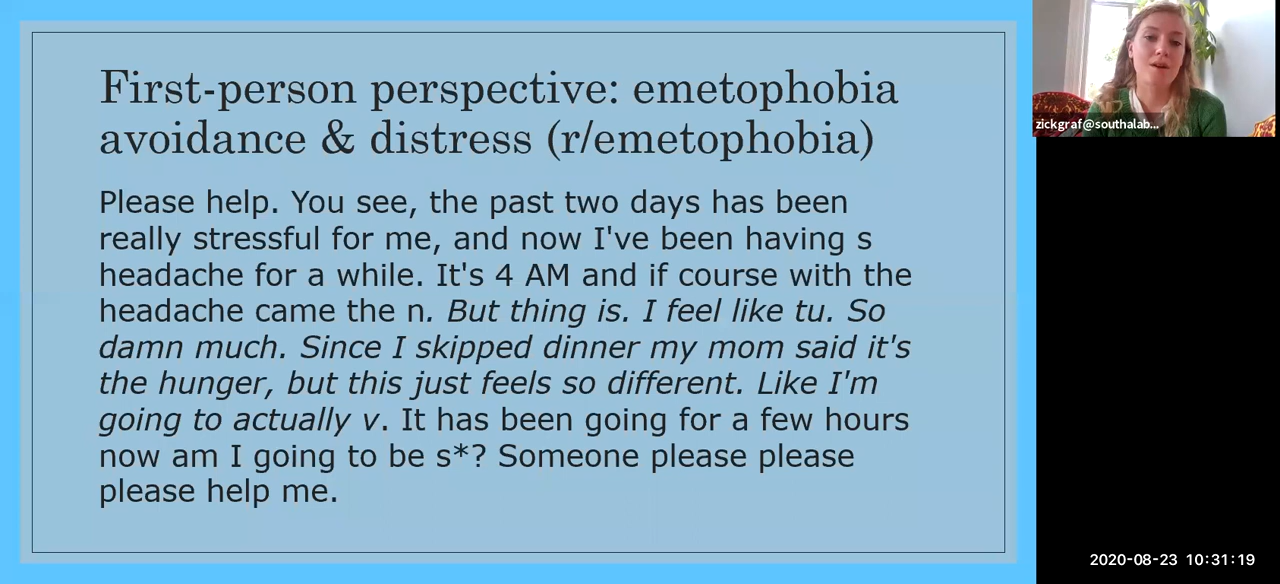 First-person perspective: emetophobia
avoidance & distress (r/emetophobia)
Please help. You see, the past two days has been
really stressful for me, and now I've been having s
headache for a while. It's 4 AM and if course with the
headache came the n. But thing is. I feel like tu. So
damn much. Since I skipped dinner my mom said it's
the hunger, but this just feels so different. Like I'm
going to actually v. It has been going for a few hours
now am I going to be s*? Someone please please
please help me.
zickgraf@southalab...
2020-08-23 10:31:19